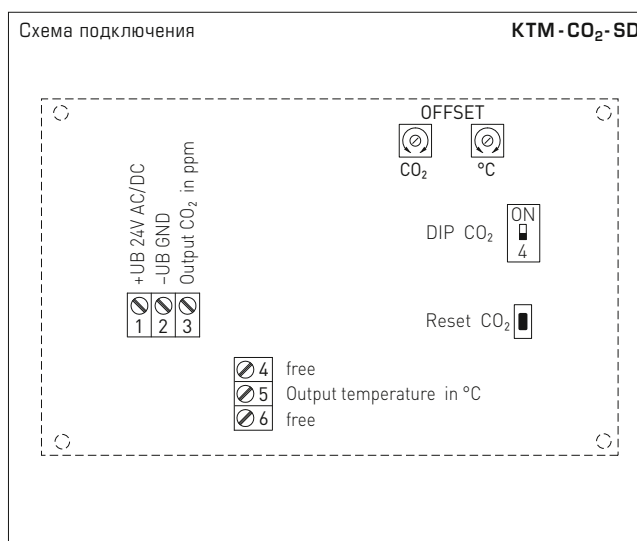 Схема подключения KTM-CO₂-SD
OFFSET
CO₂ °C
+UB 24V AC/DC
-UB GND
Output CO₂ in ppm
1 2 3
ON
DIP CO₂
4
Reset CO₂
4 free
5 Output temperature in °C
6 free